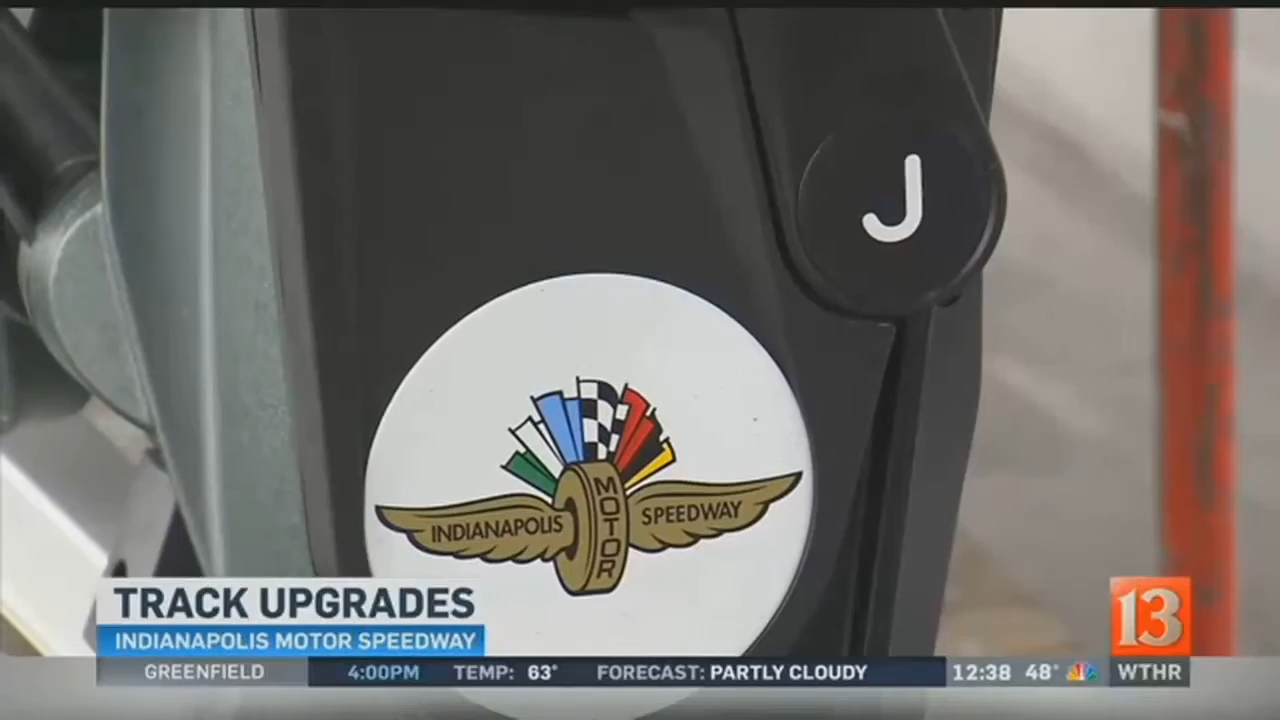 J
INDIANAPOLIS MOTOR SPEEDWAY
TRACK UPGRADES
INDIANAPOLIS MOTOR SPEEDWAY
GREENFIELD 4:00PM TEMP: 63° FORECAST: PARTLY CLOUDY 12:38 48°
13
WTHR